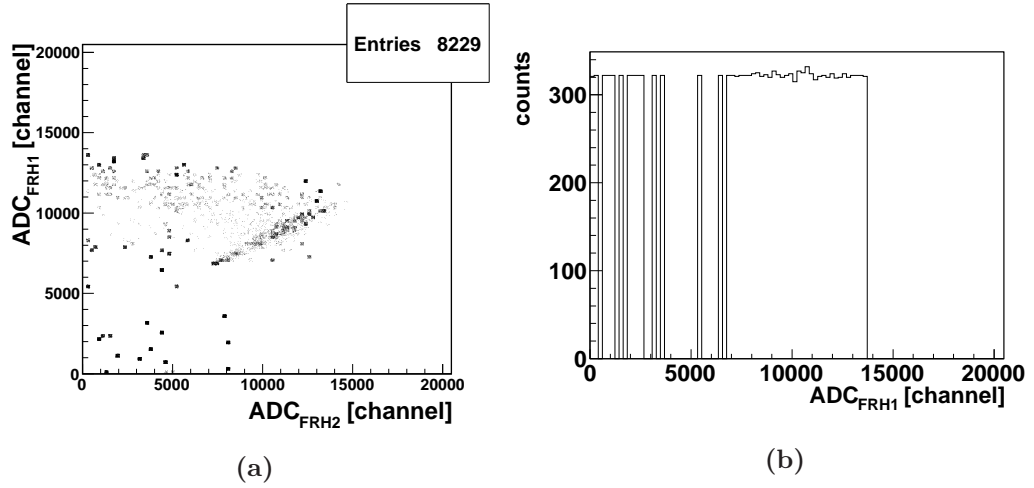 Entries 8229
20000
15000
10000
5000
0
ADC_FRH1 [channel]
0 5000 10000 15000 20000
ADC_FRH2 [channel]
(a)
counts
300
200
100
0
0 5000 10000 15000 20000
ADC_FRH1 [channel]
(b)